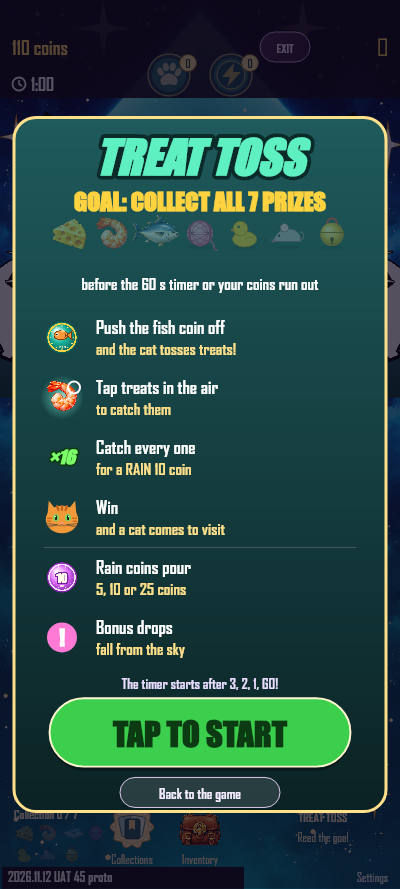 110 coins
EXIT
0
0
1:00
TREAT TOSS
GOAL: COLLECT ALL 7 PRIZES
before the 60 s timer or your coins run out
Push the fish coin off
and the cat tosses treats!
Tap treats in the air
to catch them
×16
Catch every one
for a RAIN 10 coin
Win
and a cat comes to visit
10
Rain coins pour
5, 10 or 25 coins
!
Bonus drops
fall from the sky
The timer starts after 3, 2, 1, GO!
TAP TO START
Back to the game
Collection 0 / 7
TREAT TOSS
Read the goal
Collections
Inventory
2026.11.12 UAT 45 proto
Settings